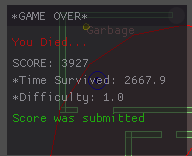 *GAME OVER*
Garbage
You Died...
SCORE: 3927
*Time Survived: 2667.9
*Difficulty: 1.0
Score was submitted